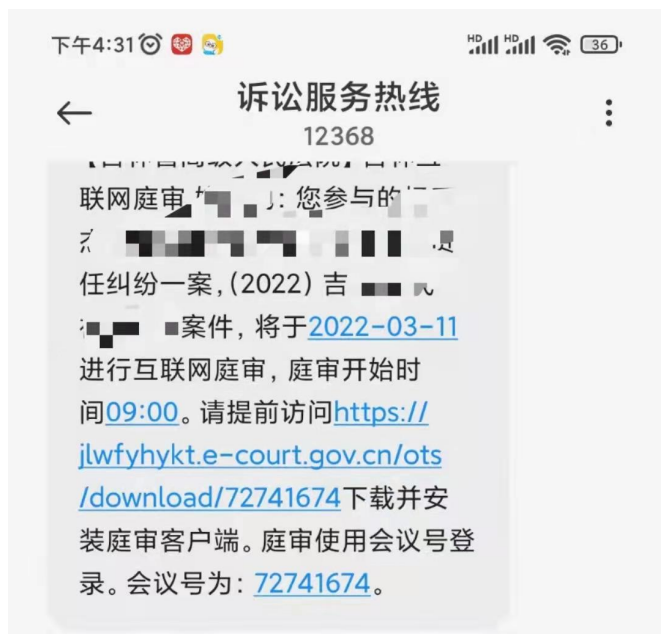 下午4:31
HD HD 36
诉讼服务热线
12368
联网庭审
：您参与的
任纠纷一案，（2022）吉
案件，将于2022-03-11
进行互联网庭审，庭审开始时
间09:00。请提前访问https://
jlwfyhykt.e-court.gov.cn/ots
/download/72741674下载并安
装庭审客户端。庭审使用会议号登
录。会议号为：72741674。